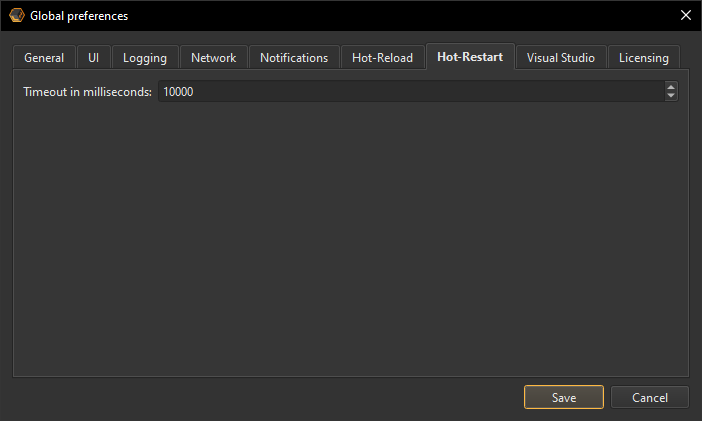 Global preferences
General UI Logging Network Notifications Hot-Reload Hot-Restart Visual Studio Licensing
Timeout in milliseconds: 10000
Save Cancel